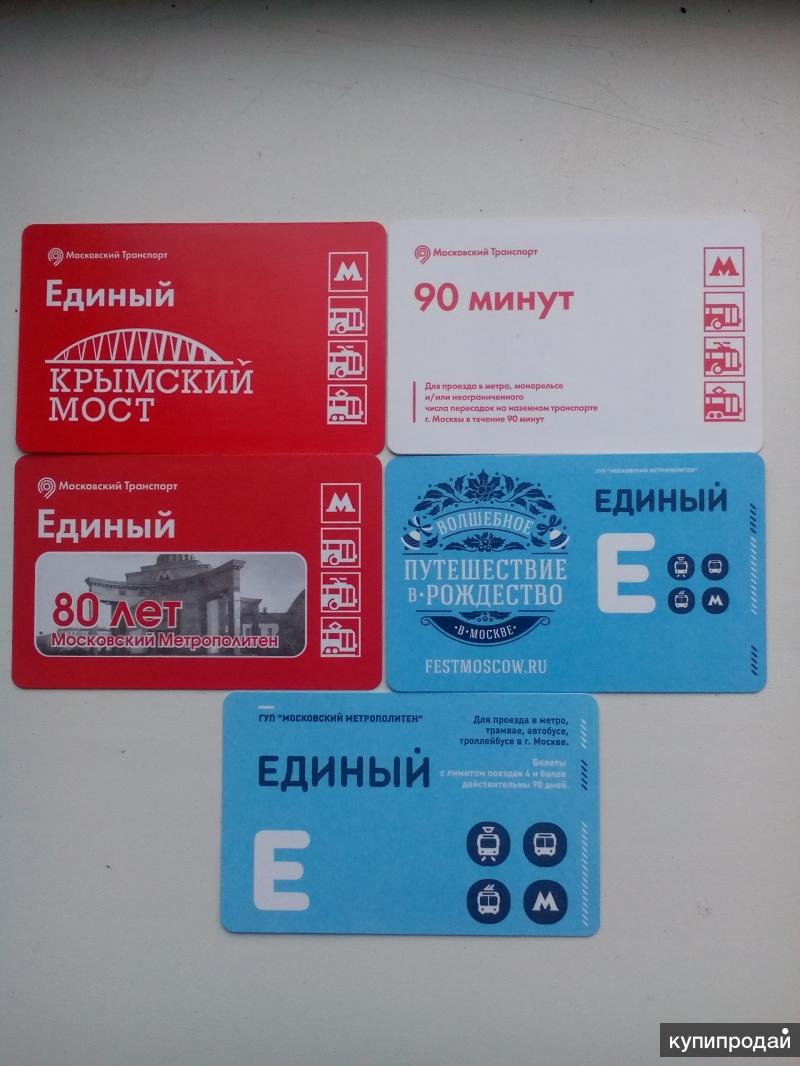 Московский Транспорт
Единый
КРЫМСКИЙ
МОСТ
М
Московский Транспорт
90 минут
Для проезда в метро, монорельсе
и/или неограниченного
числа пересадок на наземном транспорте
г. Москвы в течение 90 минут
М
Московский Транспорт
Единый
80 лет
Московский Метрополитен
М
ВОЛШЕБНОЕ
ПУТЕШЕСТВИЕ
В·РОЖДЕСТВО
·В МОСКВЕ·
FESTMOSCOW.RU
ГУП "МОСКОВСКИЙ МЕТРОПОЛИТЕН"
ЕДИНЫЙ
Е
М
ГУП "МОСКОВСКИЙ МЕТРОПОЛИТЕН"
ЕДИНЫЙ
Е
Для проезда в метро,
трамвае, автобусе,
троллейбусе в г. Москве.
Билеты
с лимитом поездок 4 и более
действительны 90 дней.
М
купипродай